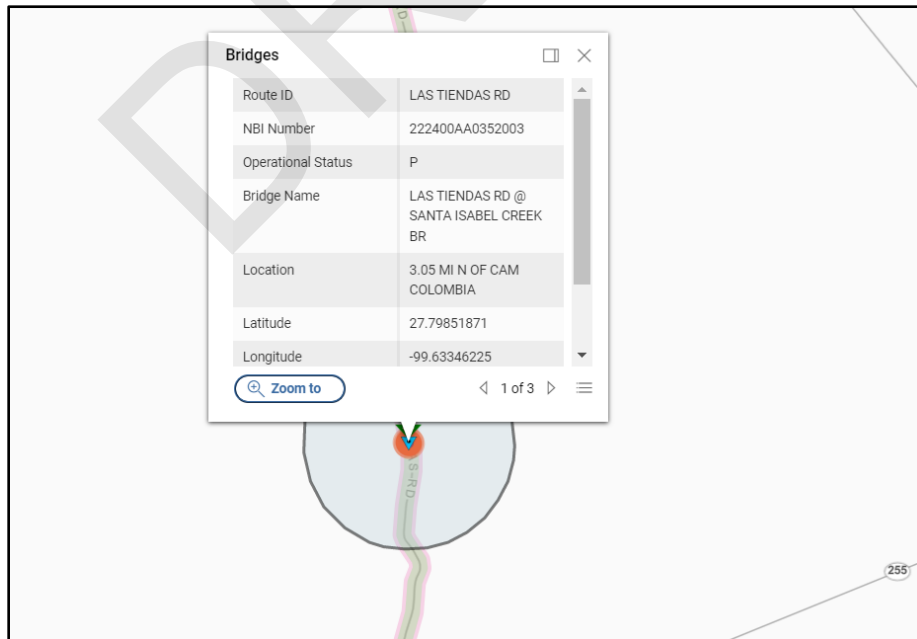 Bridges
Route ID LAS TIENDAS RD
NBI Number 222400AA0352003
Operational Status P
Bridge Name LAS TIENDAS RD @
SANTA ISABEL CREEK
BR
Location 3.05 MI N OF CAM
COLOMBIA
Latitude 27.79851871
Longitude -99.63346225
Zoom to 1 of 3
S-RD
255